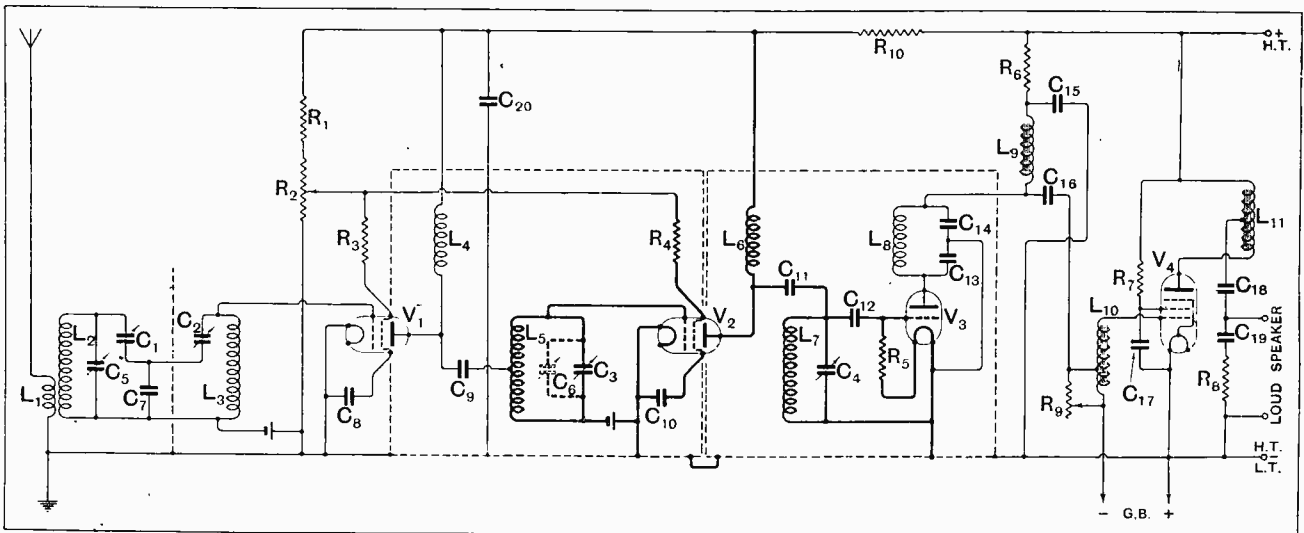 +
H.T.
R10
R6
C15
R1
C20
L9
R2
C16
L11
L4
L8
C14
R3
R4
L6
V4
C13
R7
C11
V1
V2
C12
V3
L10
C18
C2
L2
C1
L5
L7
C19
LOUD SPEAKER
C5
C6
C3
R5
C4
L1
C7
L3
C8
C9
C10
R9
C17
R8
H.T.
L.T.
- G.B. +